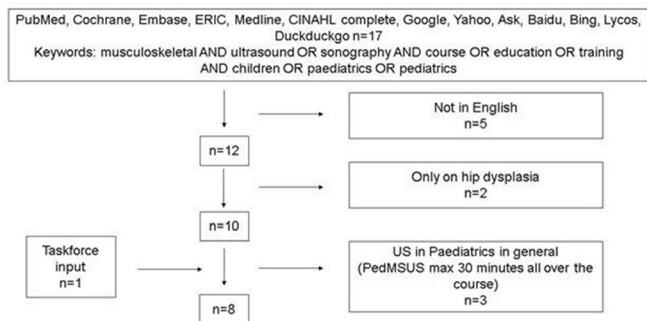 PubMed, Cochrane, Embase, ERIC, Medline, CINAHL complete, Google, Yahoo, Ask, Baidu, Bing, Lycos,
Duckduckgo n=17
Keywords: musculoskeletal AND ultrasound OR sonography AND course OR education OR training
AND children OR paediatrics OR pediatrics
Not in English
n=5
n=12
Only on hip dysplasia
n=2
n=10
Taskforce
input
n=1
US in Paediatrics in general
(PedMSUS max 30 minutes all over the
course)
n=3
n=8